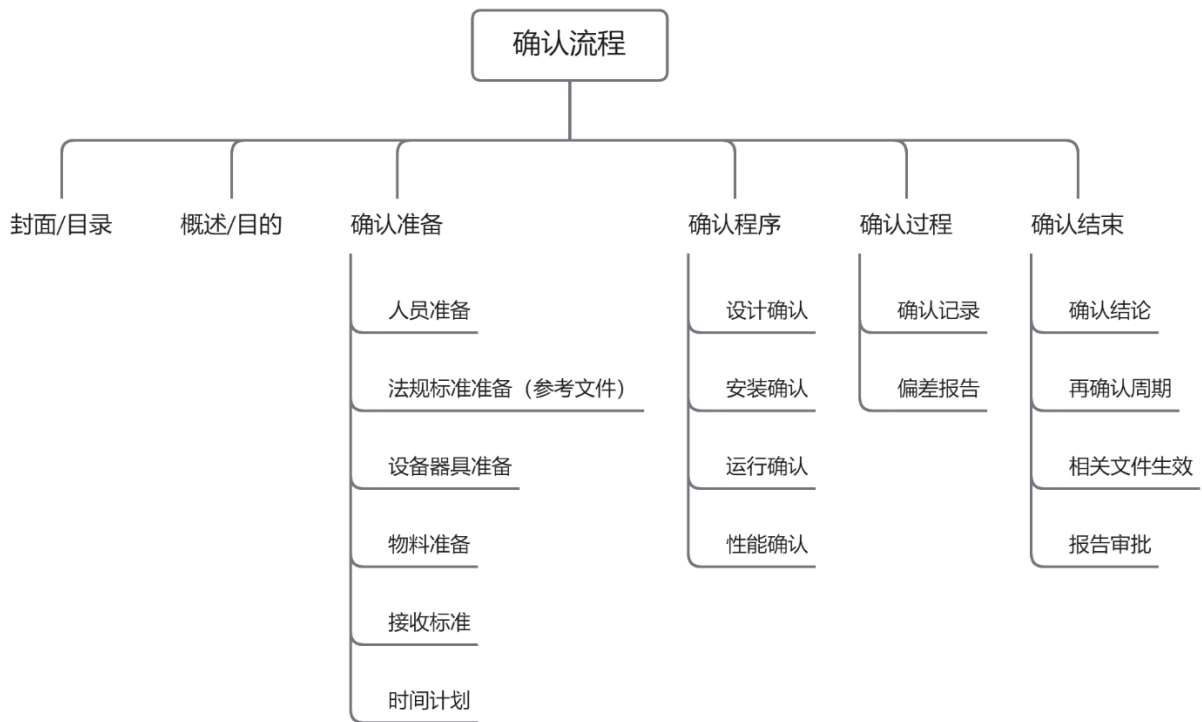 确认流程
封面/目录
概述/目的
确认准备
人员准备
法规标准准备（参考文件）
设备器具准备
物料准备
接收标准
时间计划
确认程序
设计确认
安装确认
运行确认
性能确认
确认过程
确认记录
偏差报告
确认结束
确认结论
再确认周期
相关文件生效
报告审批